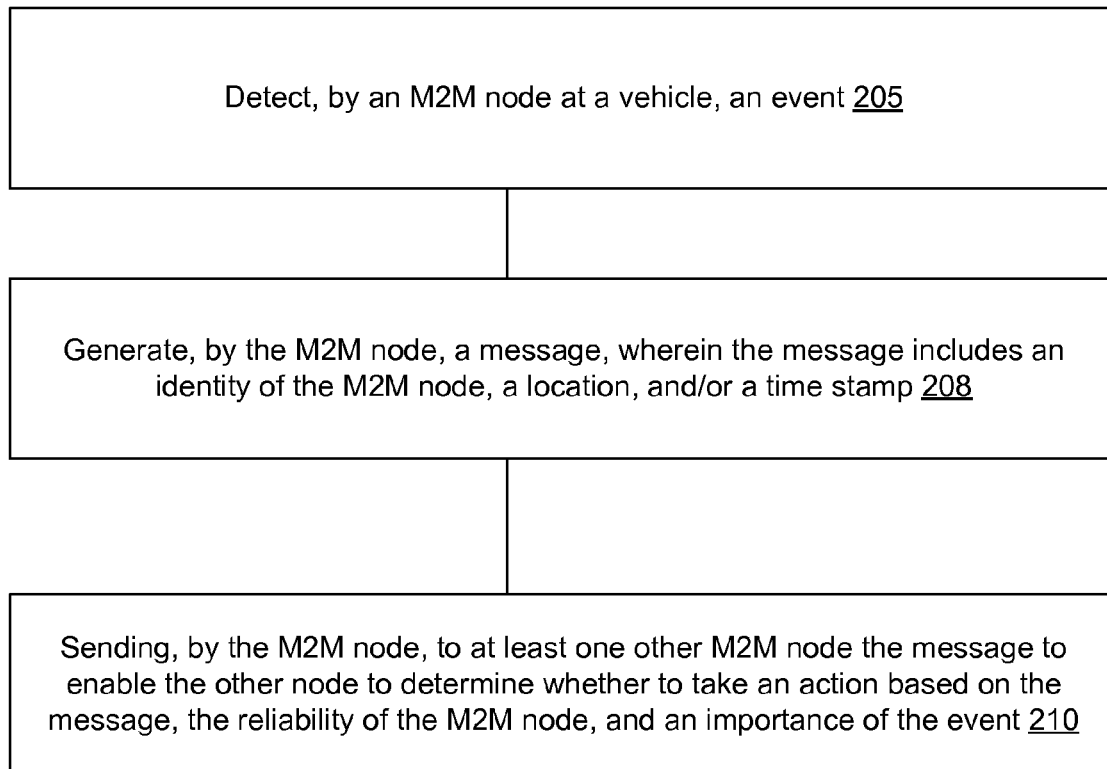 Detect, by an M2M node at a vehicle, an event 205
Generate, by the M2M node, a message, wherein the message includes an
identity of the M2M node, a location, and/or a time stamp 208
Sending, by the M2M node, to at least one other M2M node the message to
enable the other node to determine whether to take an action based on the
message, the reliability of the M2M node, and an importance of the event 210